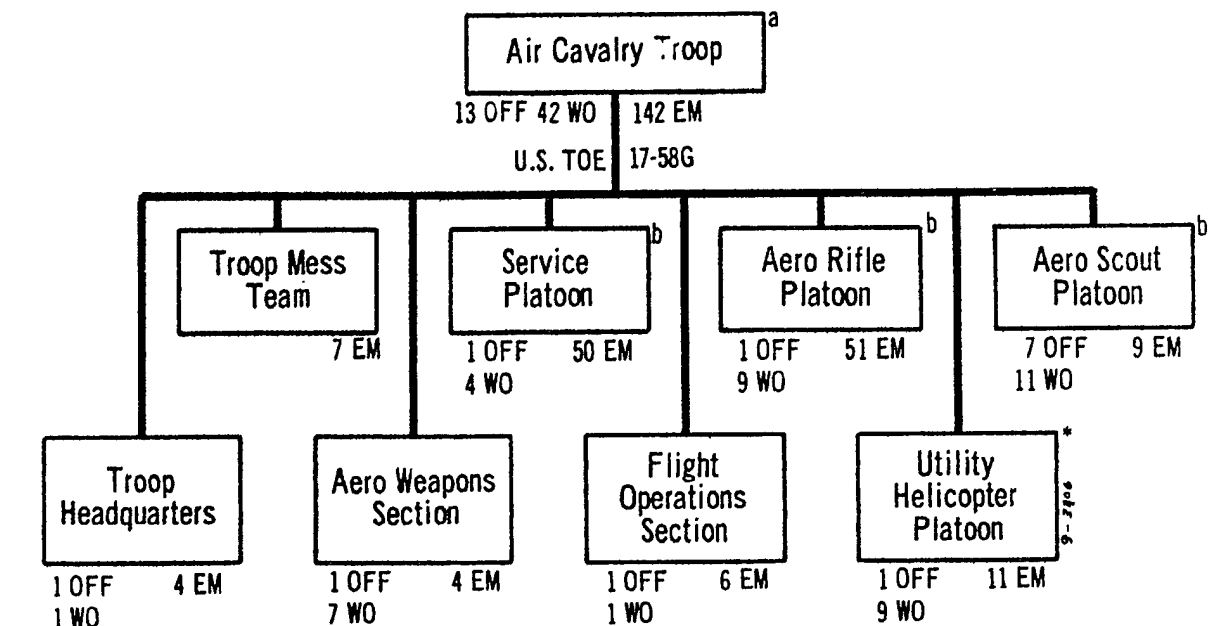 Air Cavalry Troop
a
13 OFF 42 WO 142 EM
U.S. TOE 17-58G
Troop Mess
Team
7 EM
Service
Platoon
b
1 OFF 50 EM
4 WO
Aero Rifle
Platoon
b
1 OFF 51 EM
9 WO
Aero Scout
Platoon
b
7 OFF 9 EM
11 WO
Troop
Headquarters
1 OFF 4 EM
1 WO
Aero Weapons
Section
1 OFF 4 EM
7 WO
Flight
Operations
Section
1 OFF 6 EM
1 WO
Utility
Helicopter
Platoon
*
1 OFF 11 EM
9 WO